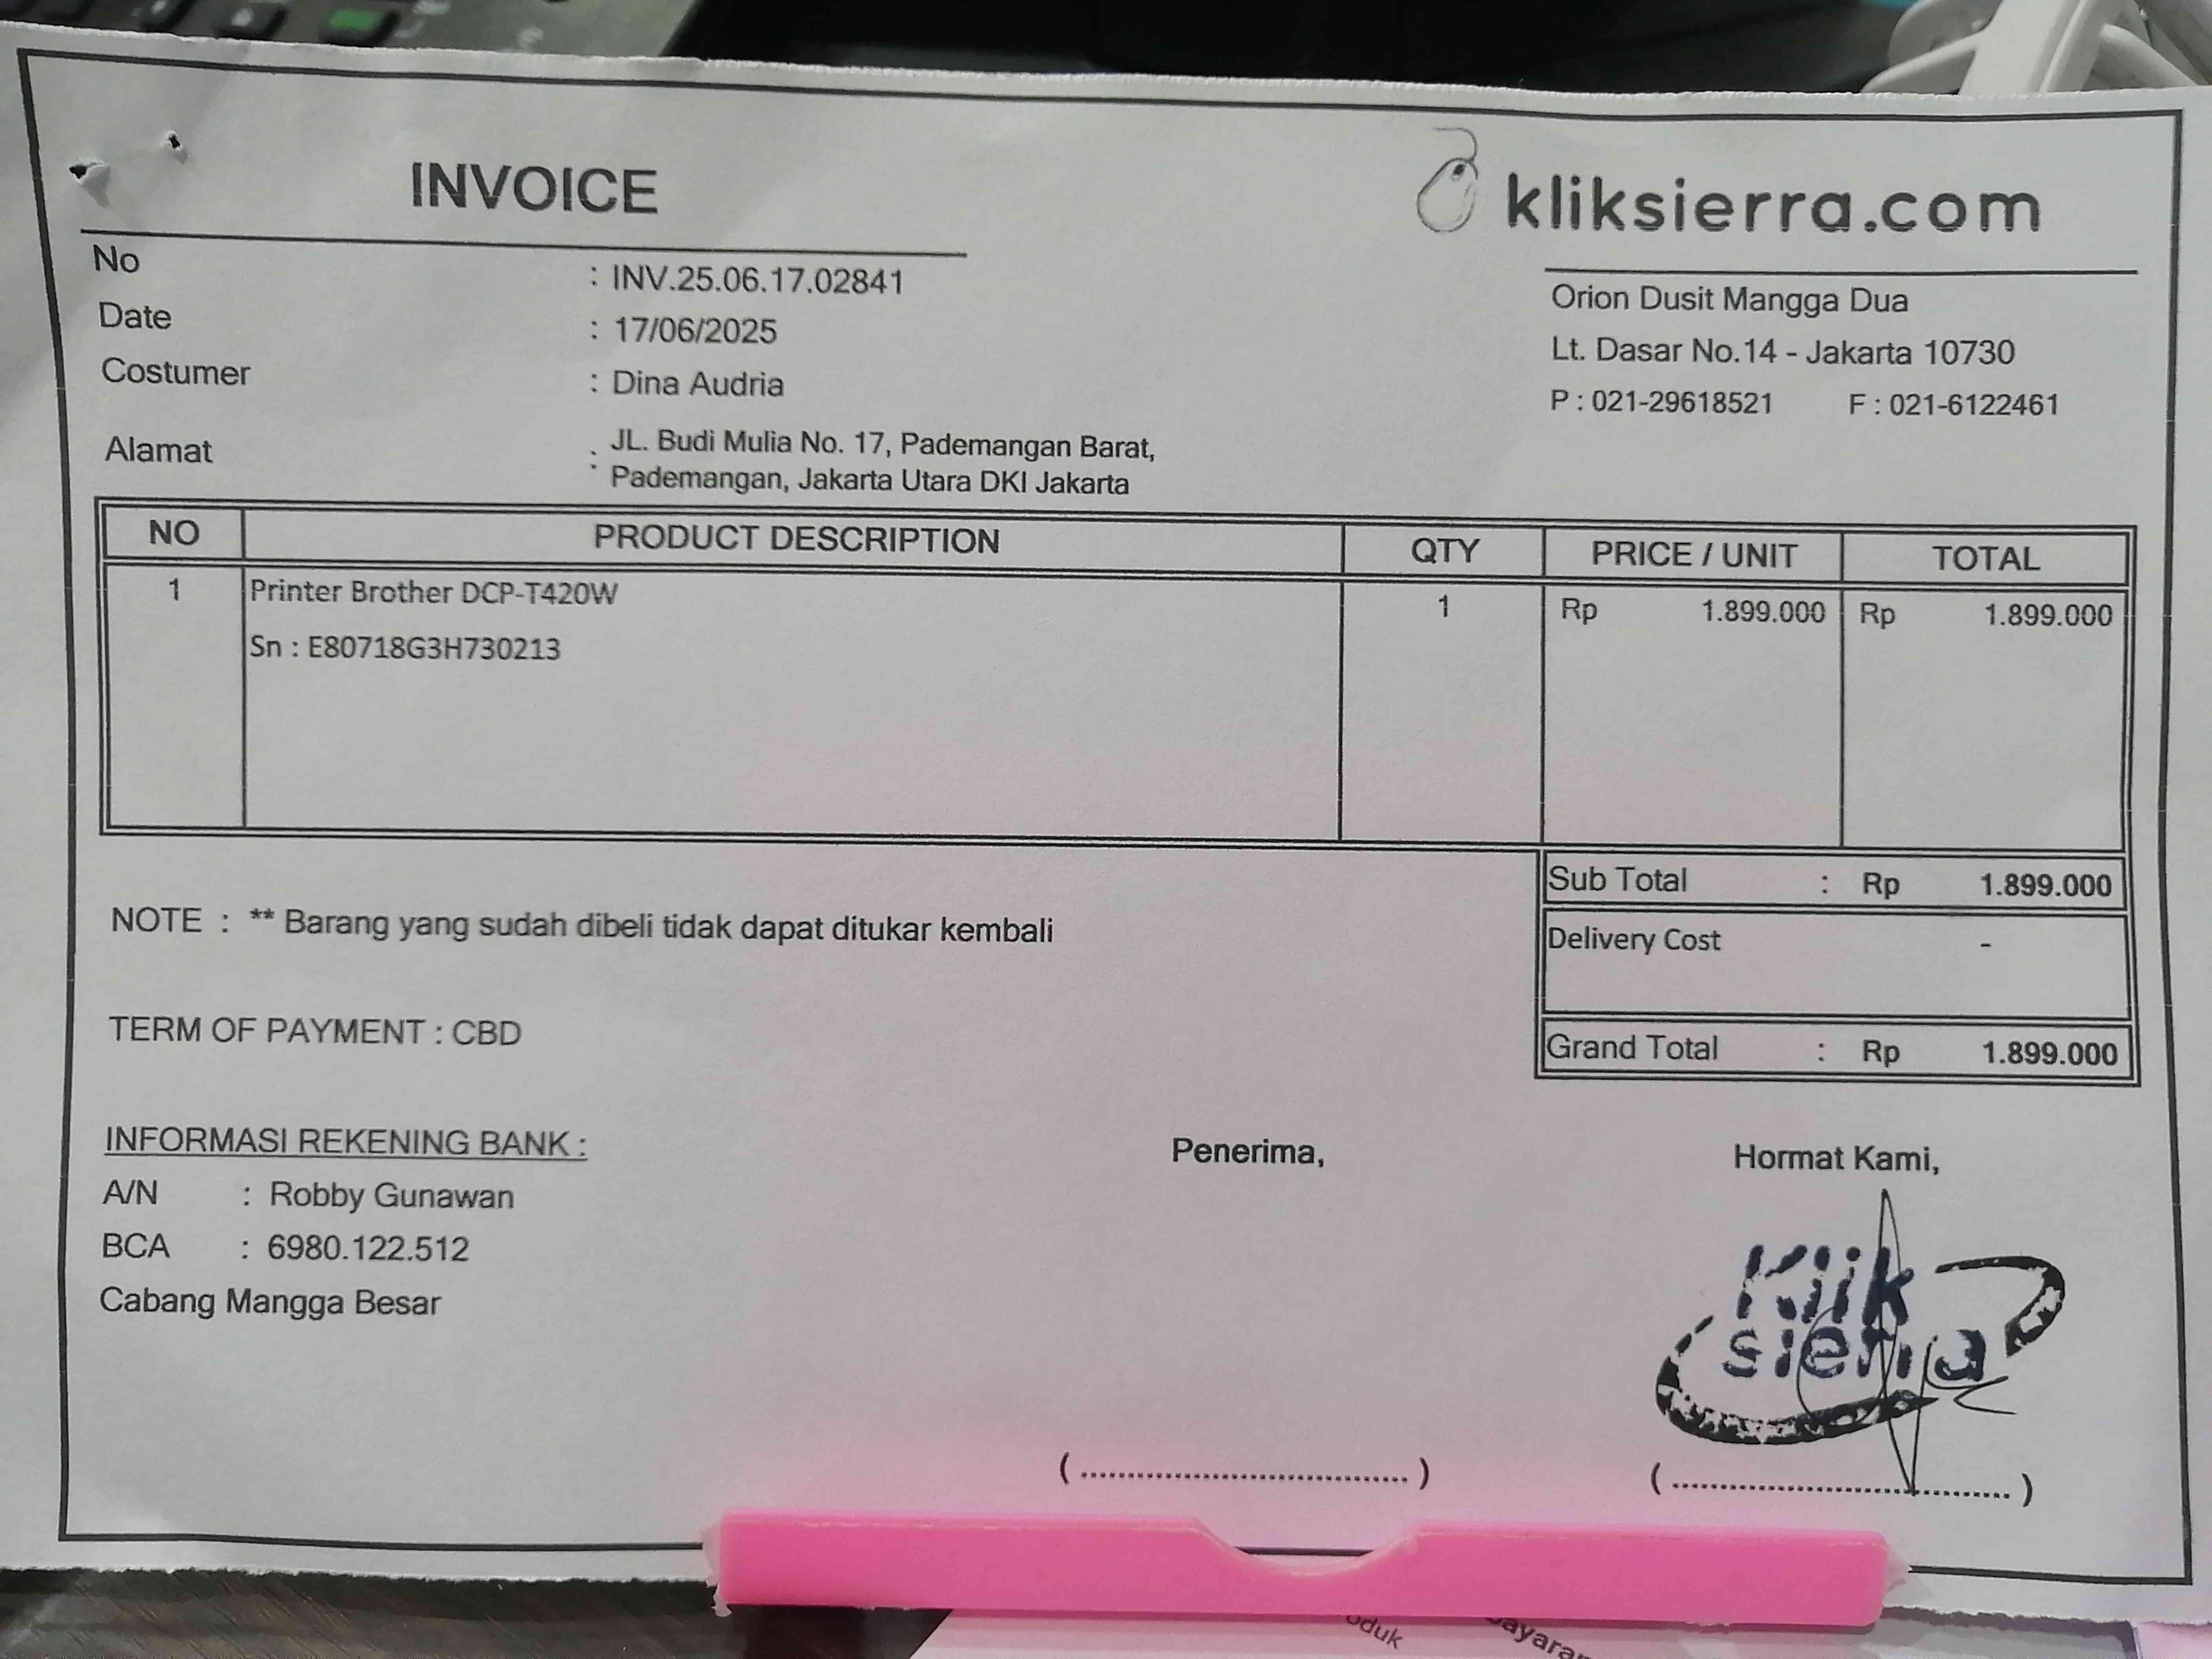 INVOICE
kliksierra.com
No : INV.25.06.17.02841
Date : 17/06/2025
Costumer : Dina Audria
Alamat : JL. Budi Mulia No. 17, Pademangan Barat,
Pademangan, Jakarta Utara DKI Jakarta
Orion Dusit Mangga Dua
Lt. Dasar No.14 - Jakarta 10730
P : 021-29618521 F : 021-6122461
NO PRODUCT DESCRIPTION QTY PRICE / UNIT TOTAL
1 Printer Brother DCP-T420W 1 Rp 1.899.000 Rp 1.899.000
Sn : E80718G3H730213
Sub Total : Rp 1.899.000
NOTE : ** Barang yang sudah dibeli tidak dapat ditukar kembali
Delivery Cost -
TERM OF PAYMENT : CBD
Grand Total : Rp 1.899.000
INFORMASI REKENING BANK :
A/N : Robby Gunawan
BCA : 6980.122.512
Cabang Mangga Besar
Penerima,
Hormat Kami,
Klik
sierra
( .................................... ) ( .................................... )